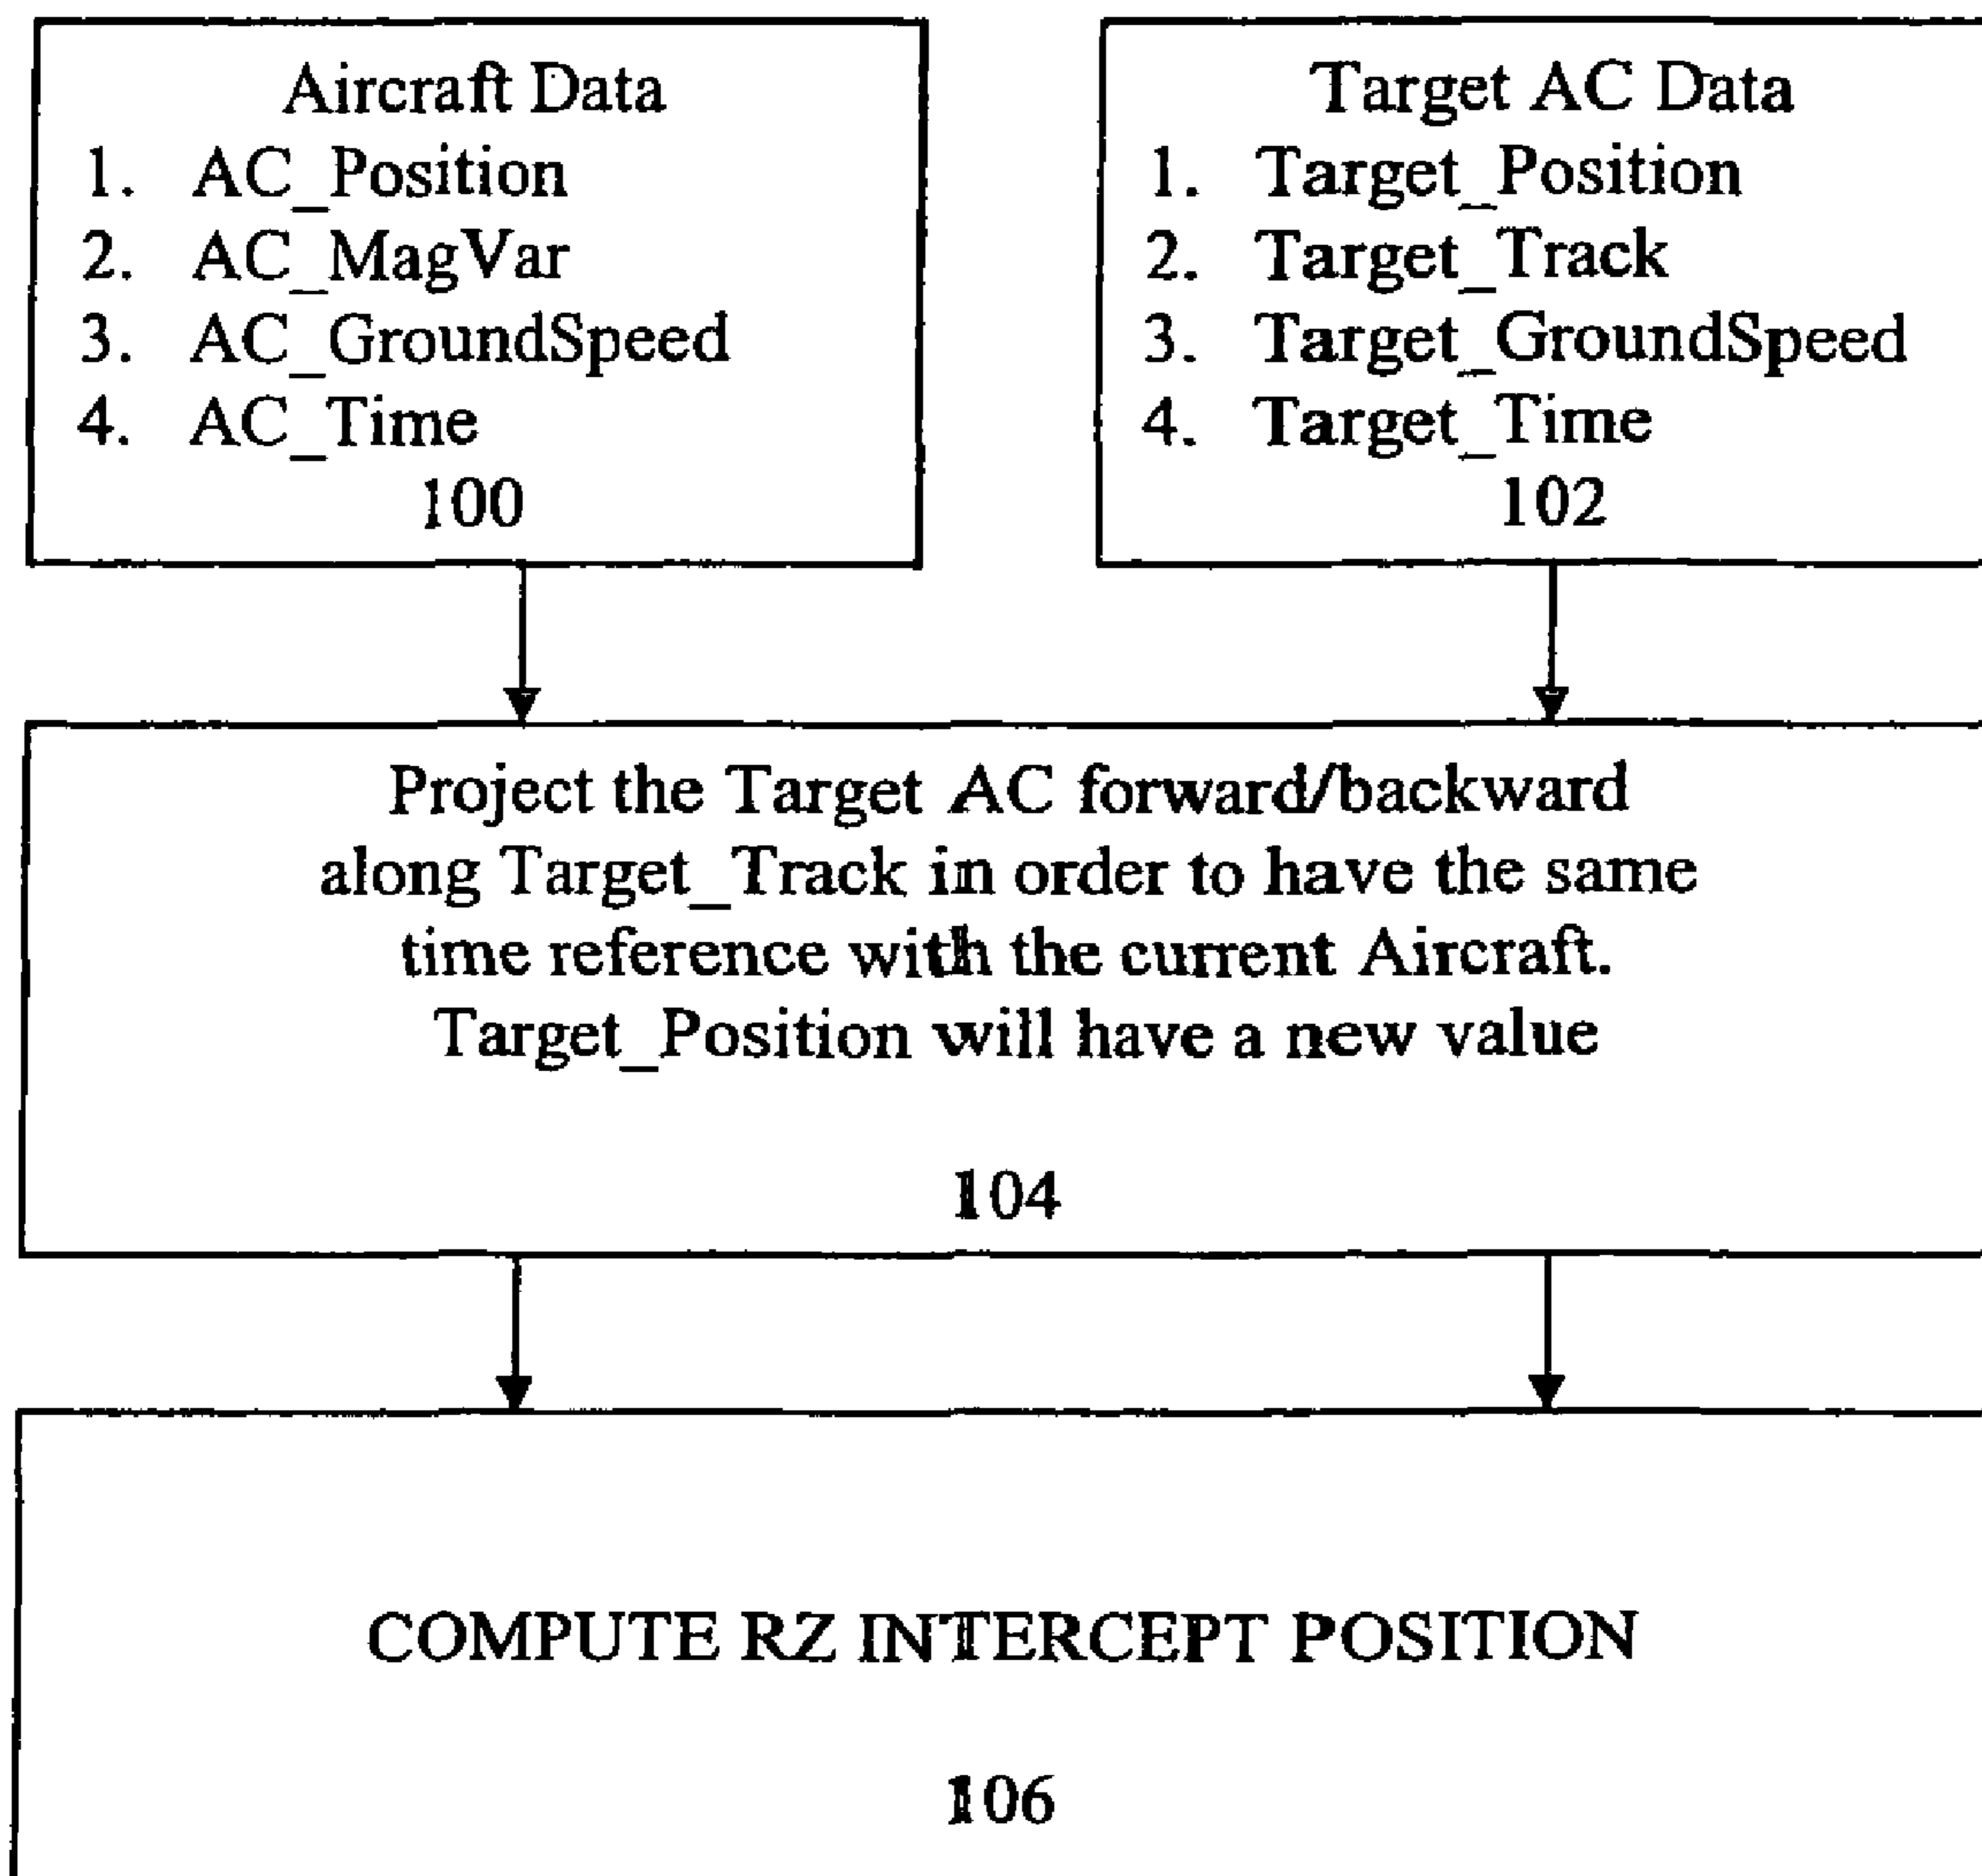 Aircraft Data
1. AC_Position
2. AC_MagVar
3. AC_GroundSpeed
4. AC_Time
100
Target AC Data
1. Target_Position
2. Target_Track
3. Target_GroundSpeed
4. Target_Time
102
Project the Target AC forward/backward
along Target_Track in order to have the same
time reference with the current Aircraft.
Target_Position will have a new value
104
COMPUTE RZ INTERCEPT POSITION
106